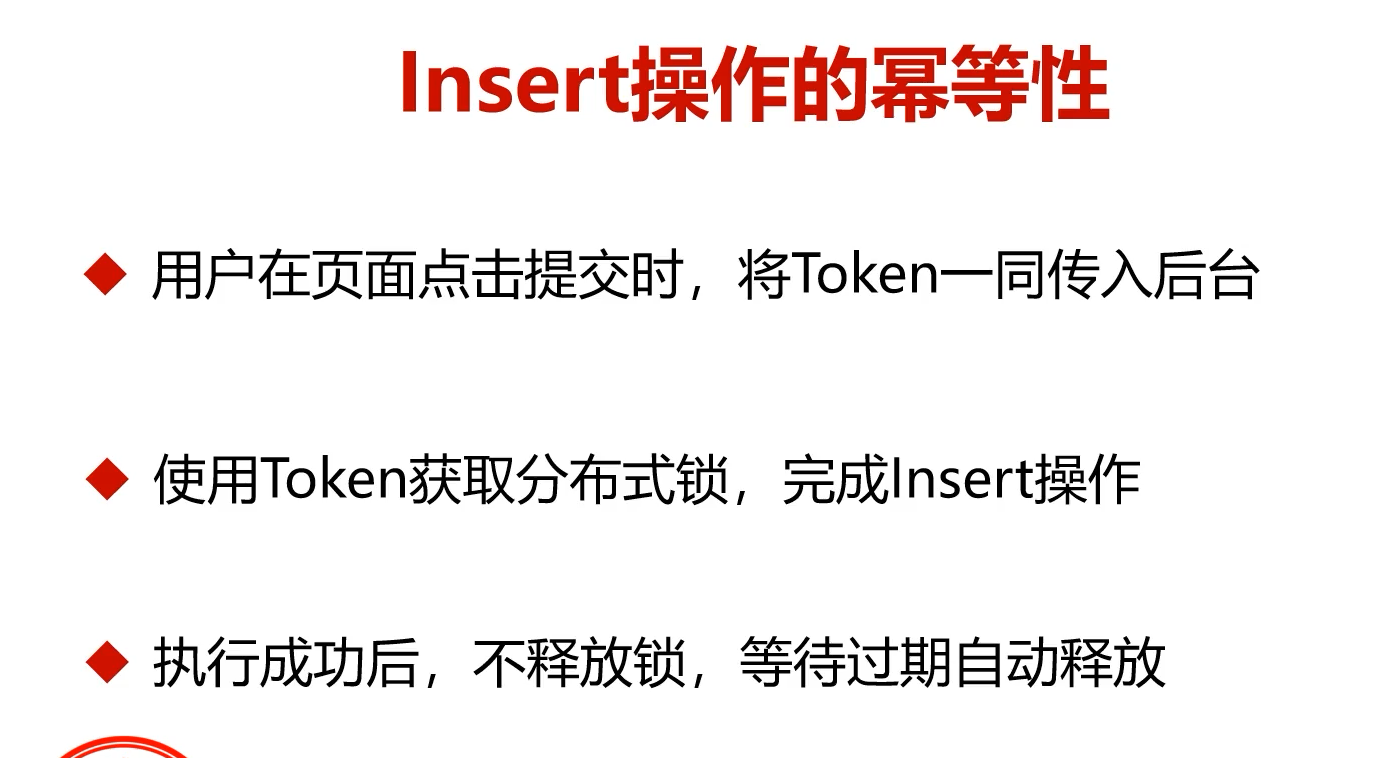 Insert操作的幂等性
用户在页面点击提交时，将Token一同传入后台
使用Token获取分布式锁，完成Insert操作
执行成功后，不释放锁，等待过期自动释放